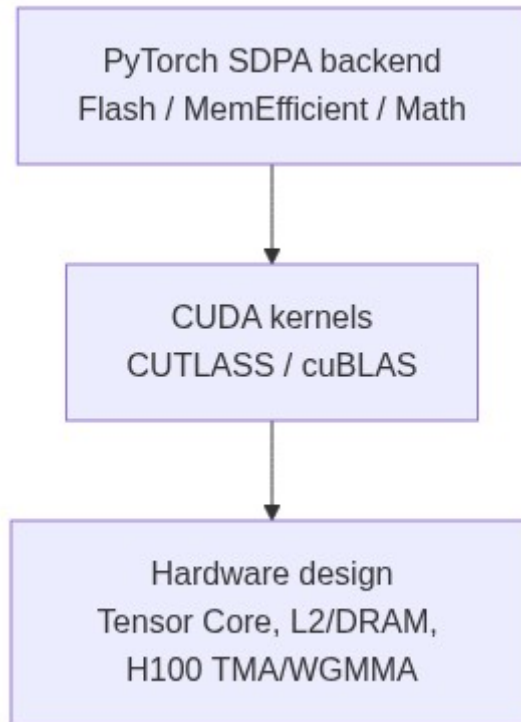 PyTorch SDPA backend
Flash / MemEfficient / Math
CUDA kernels
CUTLASS / cuBLAS
Hardware design
Tensor Core, L2/DRAM,
H100 TMA/WGMMA